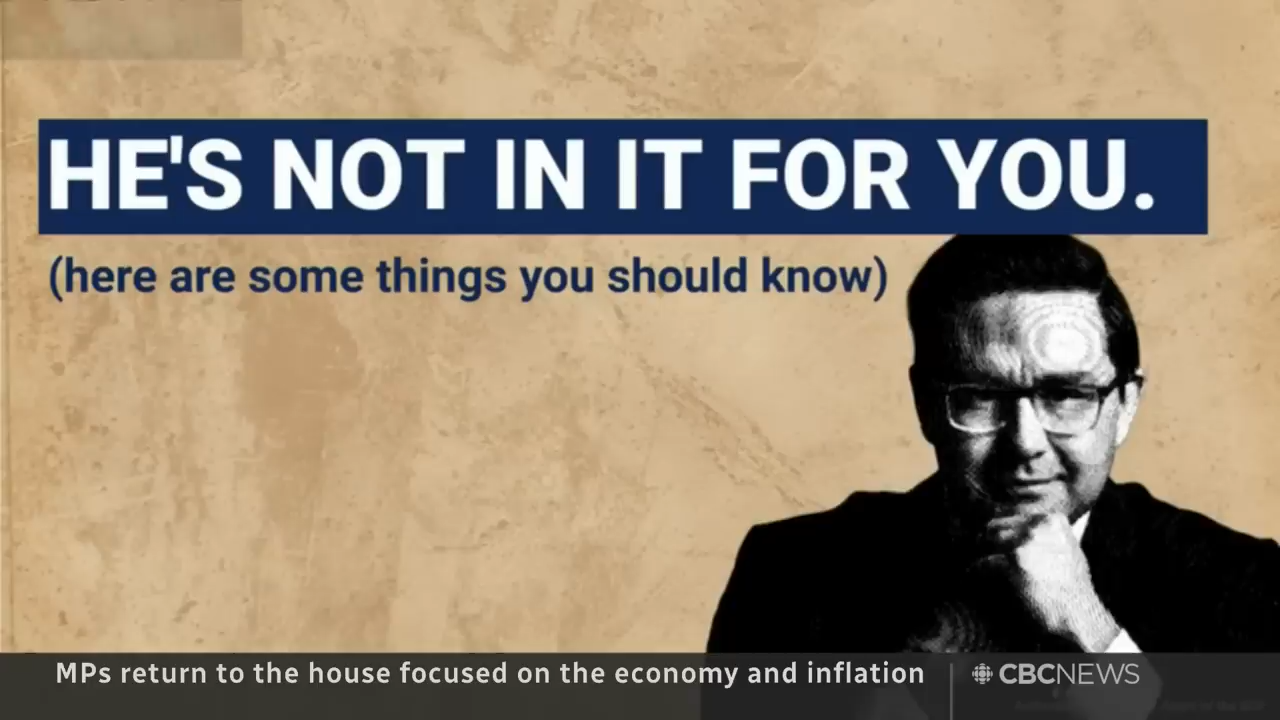 HE'S NOT IN IT FOR YOU.
(here are some things you should know)
MPs return to the house focused on the economy and inflation
CBCNEWS